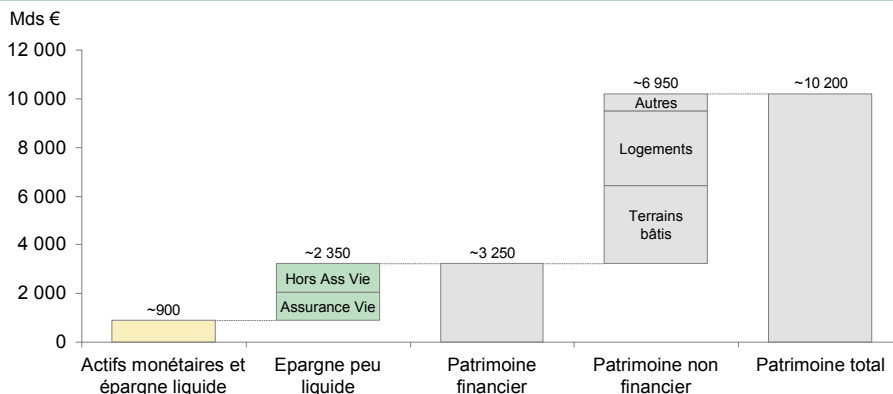 Mds €
12 000
10 000
8 000
6 000
4 000
2 000
0
~900
~2 350
Hors Ass Vie
Assurance Vie
~3 250
~6 950
Autres
Logements
Terrains
bâtis
~10 200
Actifs monétaires et
épargne liquide
Epargne peu
liquide
Patrimoine
financier
Patrimoine non
financier
Patrimoine total